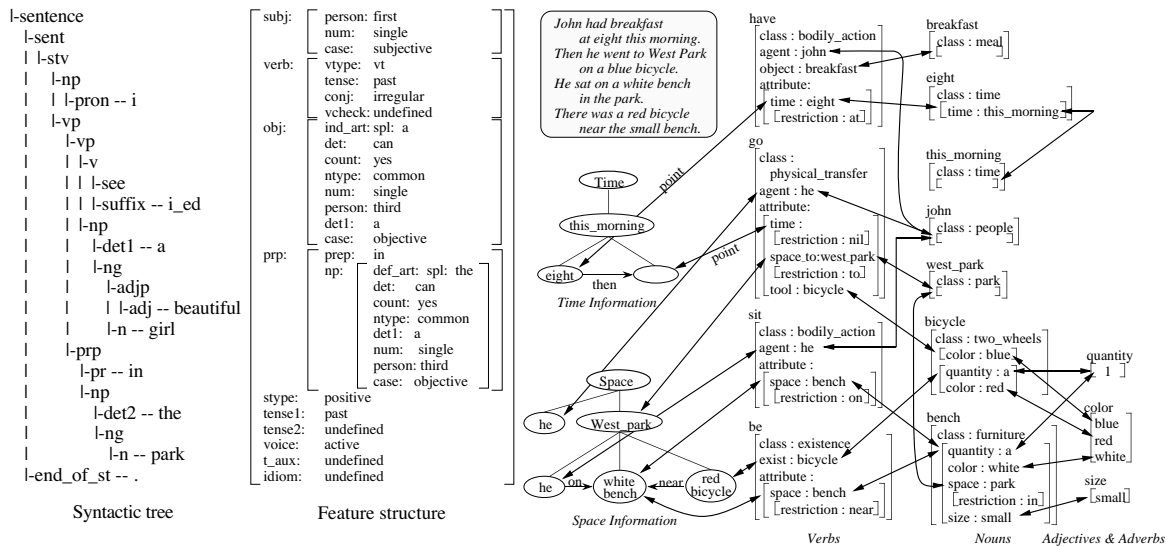 |-sentence
|-sent
| |-stv
| |-np
| | |-pron -- i
| |-vp
| |-vp
| | |-v
| | | |-see
| | | |-suffix -- i_ed
| | |-np
| | |-det1 -- a
| | |-ng
| | |-adjp
| | | |-adj -- beautiful
| | |-n -- girl
| |-prp
| |-pr -- in
| |-np
| |-det2 -- the
| |-ng
| |-n -- park
|-end_of_st -- .
Syntactic tree
subj: person: first
num: single
case: subjective
verb: vtype: vt
tense: past
conj: irregular
vcheck: undefined
obj: ind_art: spl: a
det: can
count: yes
ntype: common
num: single
person: third
det1: a
case: objective
prp: prep: in
np: def_art: spl: the
det: can
count: yes
ntype: common
det1: a
num: single
person: third
case: objective
stype: positive
tense1: past
tense2: undefined
voice: active
t_aux: undefined
idiom: undefined
Feature structure
John had breakfast
at eight this morning.
Then he went to West Park
on a blue bicycle.
He sat on a white bench
in the park.
There was a red bicycle
near the small bench.
Time
this_morning
eight
then
point
point
Time Information
Space
he
West_park
he
on
white
bench
near
red
bicycle
Space Information
have
class : bodily_action
agent : john
object : breakfast
attribute:
time : eight
restriction : at
go
class :
physical_transfer
agent : he
attribute:
time :
restriction : nil
space_to:west_park
restriction : to
tool : bicycle
sit
class : bodily_action
agent : he
attribute :
space : bench
restriction : on
be
class : existence
exist : bicycle
attribute :
space : bench
restriction : near
Verbs
breakfast
class : meal
eight
class : time
time : this_morning
this_morning
class : time
john
class : people
west_park
class : park
bicycle
class : two_wheels
color : blue
quantity : a
color : red
bench
class : furniture
quantity : a
color : white
space : park
restriction : in
size : small
Nouns
quantity
1
color
blue
red
white
size
small
Adjectives & Adverbs